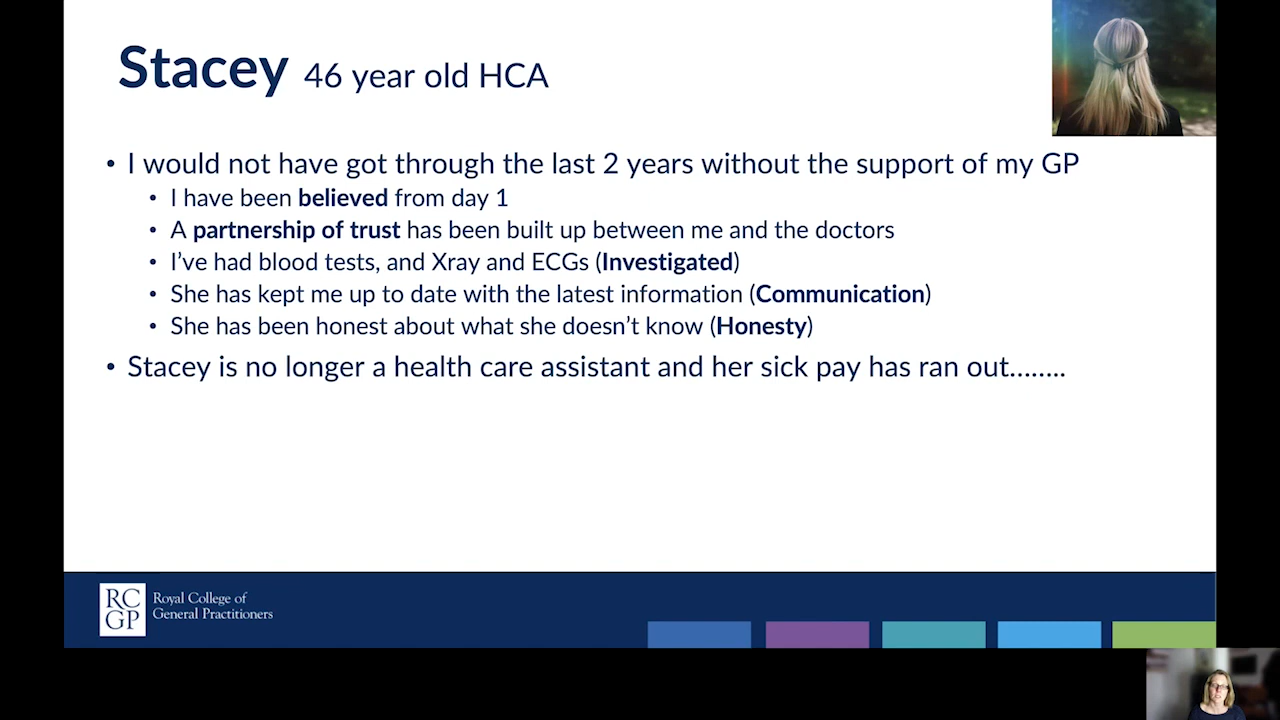 Stacey 46 year old HCA
• I would not have got through the last 2 years without the support of my GP
• I have been believed from day 1
• A partnership of trust has been built up between me and the doctors
• I’ve had blood tests, and Xray and ECGs (Investigated)
• She has kept me up to date with the latest information (Communication)
• She has been honest about what she doesn’t know (Honesty)
• Stacey is no longer a health care assistant and her sick pay has ran out……..
RC
GP
Royal College of
General Practitioners